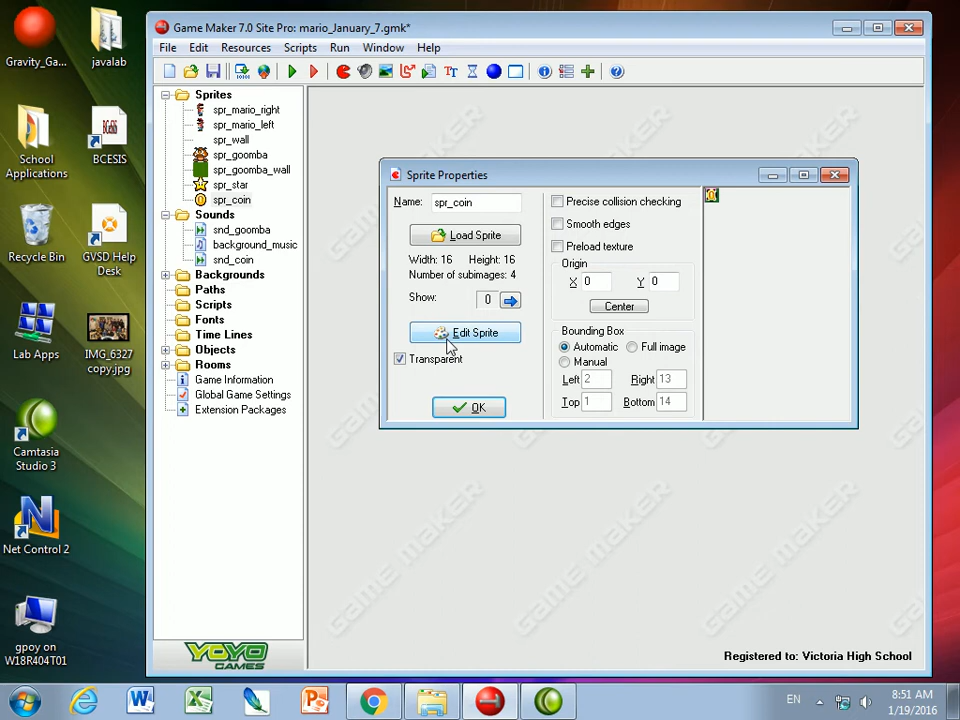 Game Maker 7.0 Site Pro: mario_January_7.gmk*
File Edit Resources Scripts Run Window Help
Gravity_Ga...
javalab
School Applications
BCESIS
Recycle Bin
GVSD Help Desk
Lab Apps
IMG_6327 copy.jpg
Camtasia Studio 3
Net Control 2
gpoy on W18R404T01
Sprites
spr_mario_right
spr_mario_left
spr_wall
spr_goomba
spr_goomba_wall
spr_star
spr_coin
Sounds
snd_goomba
background_music
snd_coin
Backgrounds
Paths
Scripts
Fonts
Time Lines
Objects
Rooms
Game Information
Global Game Settings
Extension Packages
YOYO GAMES
Sprite Properties
Name: spr_coin
Load Sprite
Width: 16 Height: 16
Number of subimages: 4
Show: 0
Edit Sprite
Transparent
OK
Precise collision checking
Smooth edges
Preload texture
Origin
X 0 Y 0
Center
Bounding Box
Automatic Full image
Manual
Left 2 Right 13
Top 1 Bottom 14
GAME MAKER
Registered to: Victoria High School
EN
8:51 AM
1/19/2016